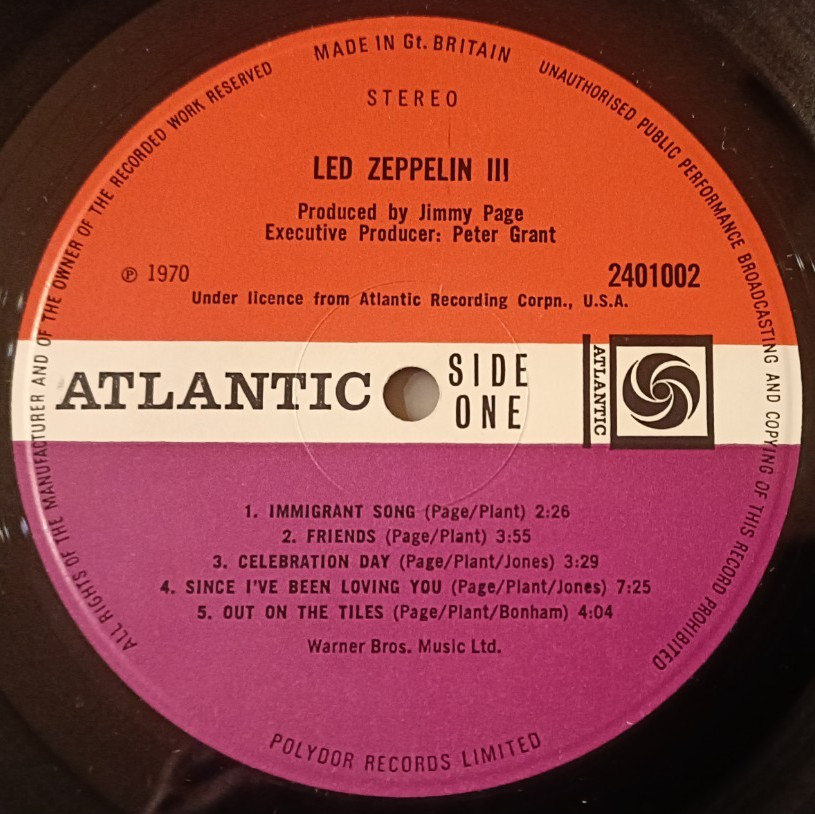 MADE IN Gt. BRITAIN
UNAUTHORISED PUBLIC PERFORMANCE BROADCASTING AND COPYING OF THIS RECORD PROHIBITED
ALL RIGHTS OF THE MANUFACTURER AND OF THE OWNER OF THE RECORDED WORK RESERVED
STEREO
LED ZEPPELIN III
Produced by Jimmy Page
Executive Producer: Peter Grant
℗ 1970
2401002
Under licence from Atlantic Recording Corpn., U.S.A.
ATLANTIC
SIDE
ONE
ATLANTIC
1. IMMIGRANT SONG (Page/Plant) 2:26
2. FRIENDS (Page/Plant) 3:55
3. CELEBRATION DAY (Page/Plant/Jones) 3:29
4. SINCE I'VE BEEN LOVING YOU (Page/Plant/Jones) 7:25
5. OUT ON THE TILES (Page/Plant/Bonham) 4:04
Warner Bros. Music Ltd.
POLYDOR RECORDS LIMITED